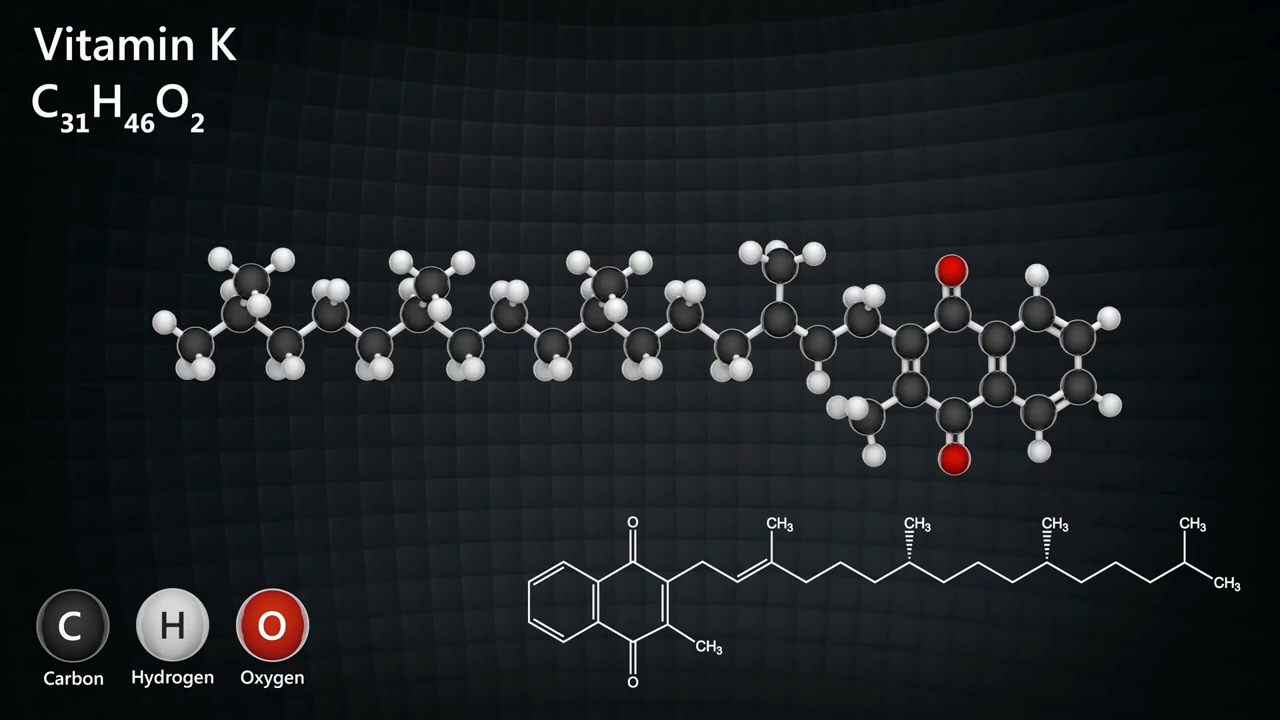 Vitamin K
C31H46O2
O
CH3
CH3
CH3
CH3
CH3
CH3
O
C
H
O
Carbon
Hydrogen
Oxygen